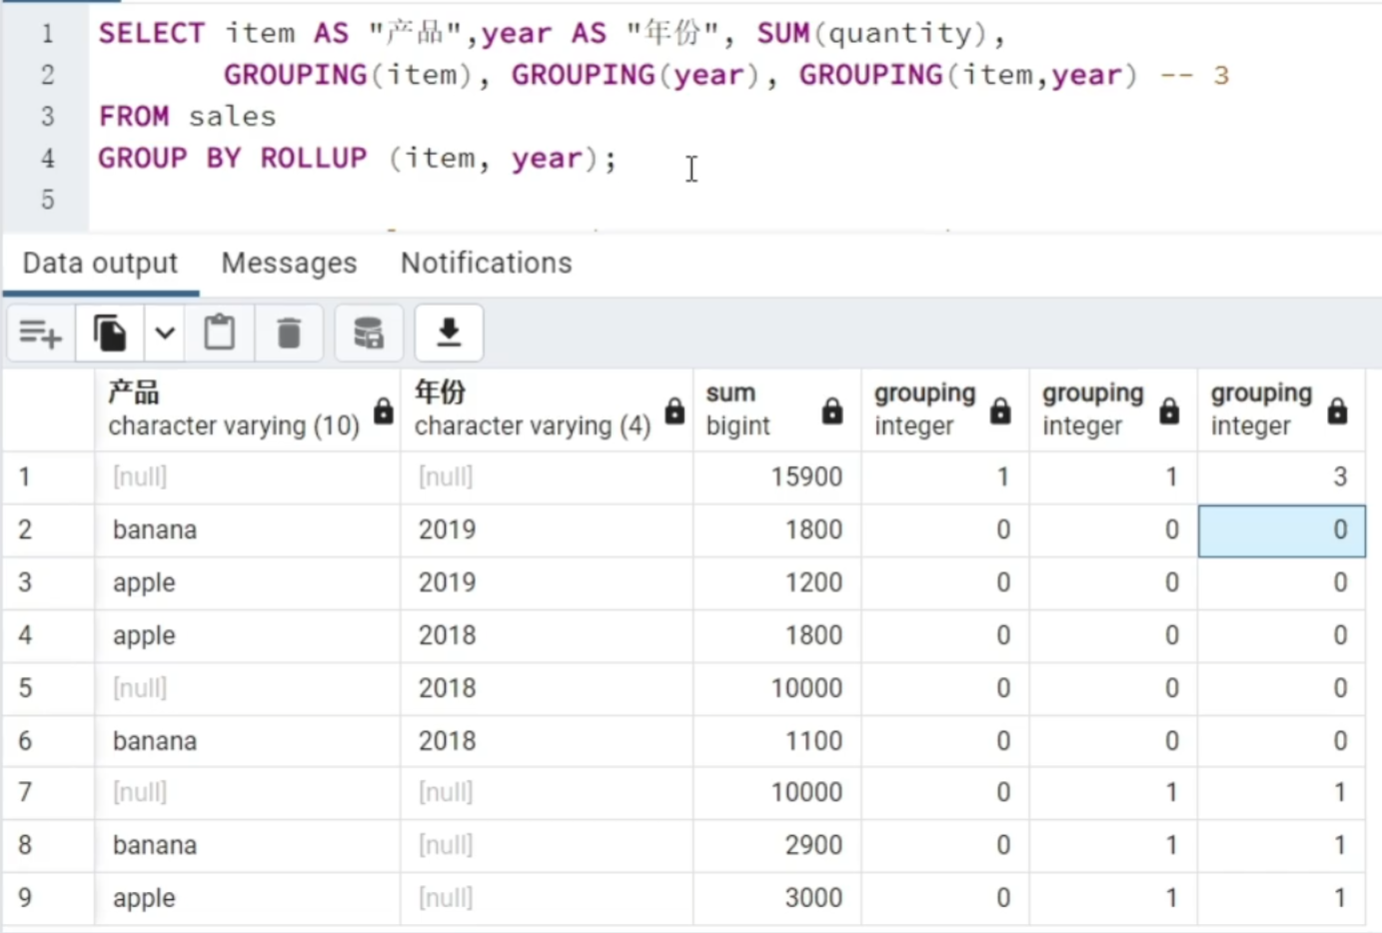 1 SELECT item AS "产品",year AS "年份", SUM(quantity),
2 GROUPING(item), GROUPING(year), GROUPING(item,year) -- 3
3 FROM sales
4 GROUP BY ROLLUP (item, year);
5
Data output Messages Notifications
产品 年份 sum grouping grouping grouping
character varying (10) character varying (4) bigint integer integer integer
1 [null] [null] 15900 1 1 3
2 banana 2019 1800 0 0 0
3 apple 2019 1200 0 0 0
4 apple 2018 1800 0 0 0
5 [null] 2018 10000 0 0 0
6 banana 2018 1100 0 0 0
7 [null] [null] 10000 0 1 1
8 banana [null] 2900 0 1 1
9 apple [null] 3000 0 1 1